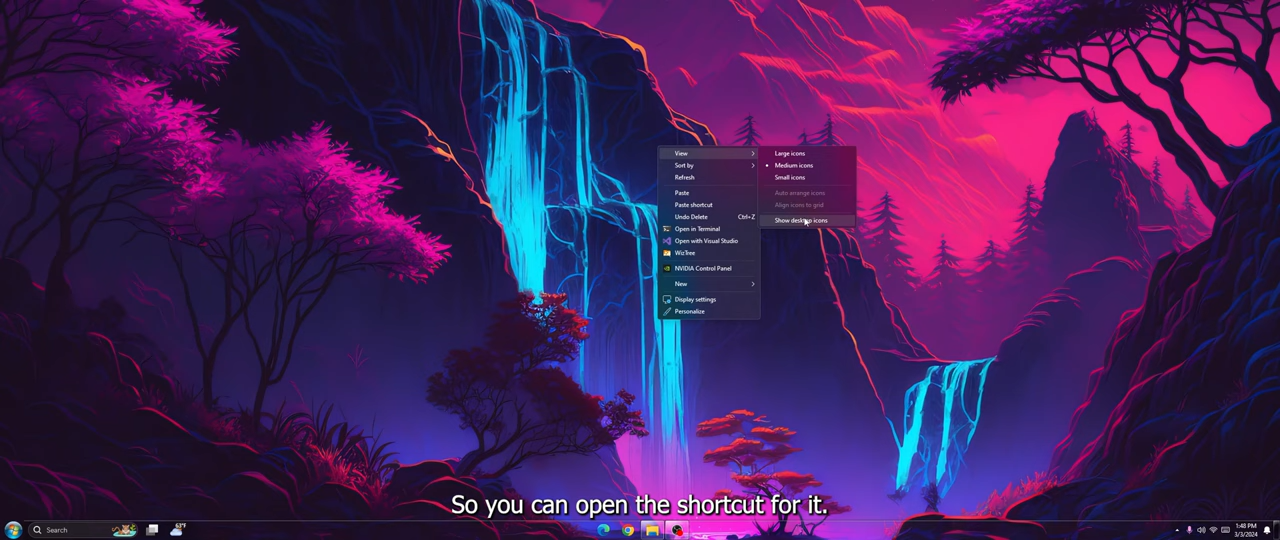 View
Sort by
Refresh
Paste
Paste shortcut
Undo Delete Ctrl+Z
Open in Terminal
Open with Visual Studio
WizTree
NVIDIA Control Panel
New
Display settings
Personalize
Large icons
Medium icons
Small icons
Auto arrange icons
Align icons to grid
Show desktop icons
So you can open the shortcut for it.
Search
63°F
1:48 PM
3/3/2024